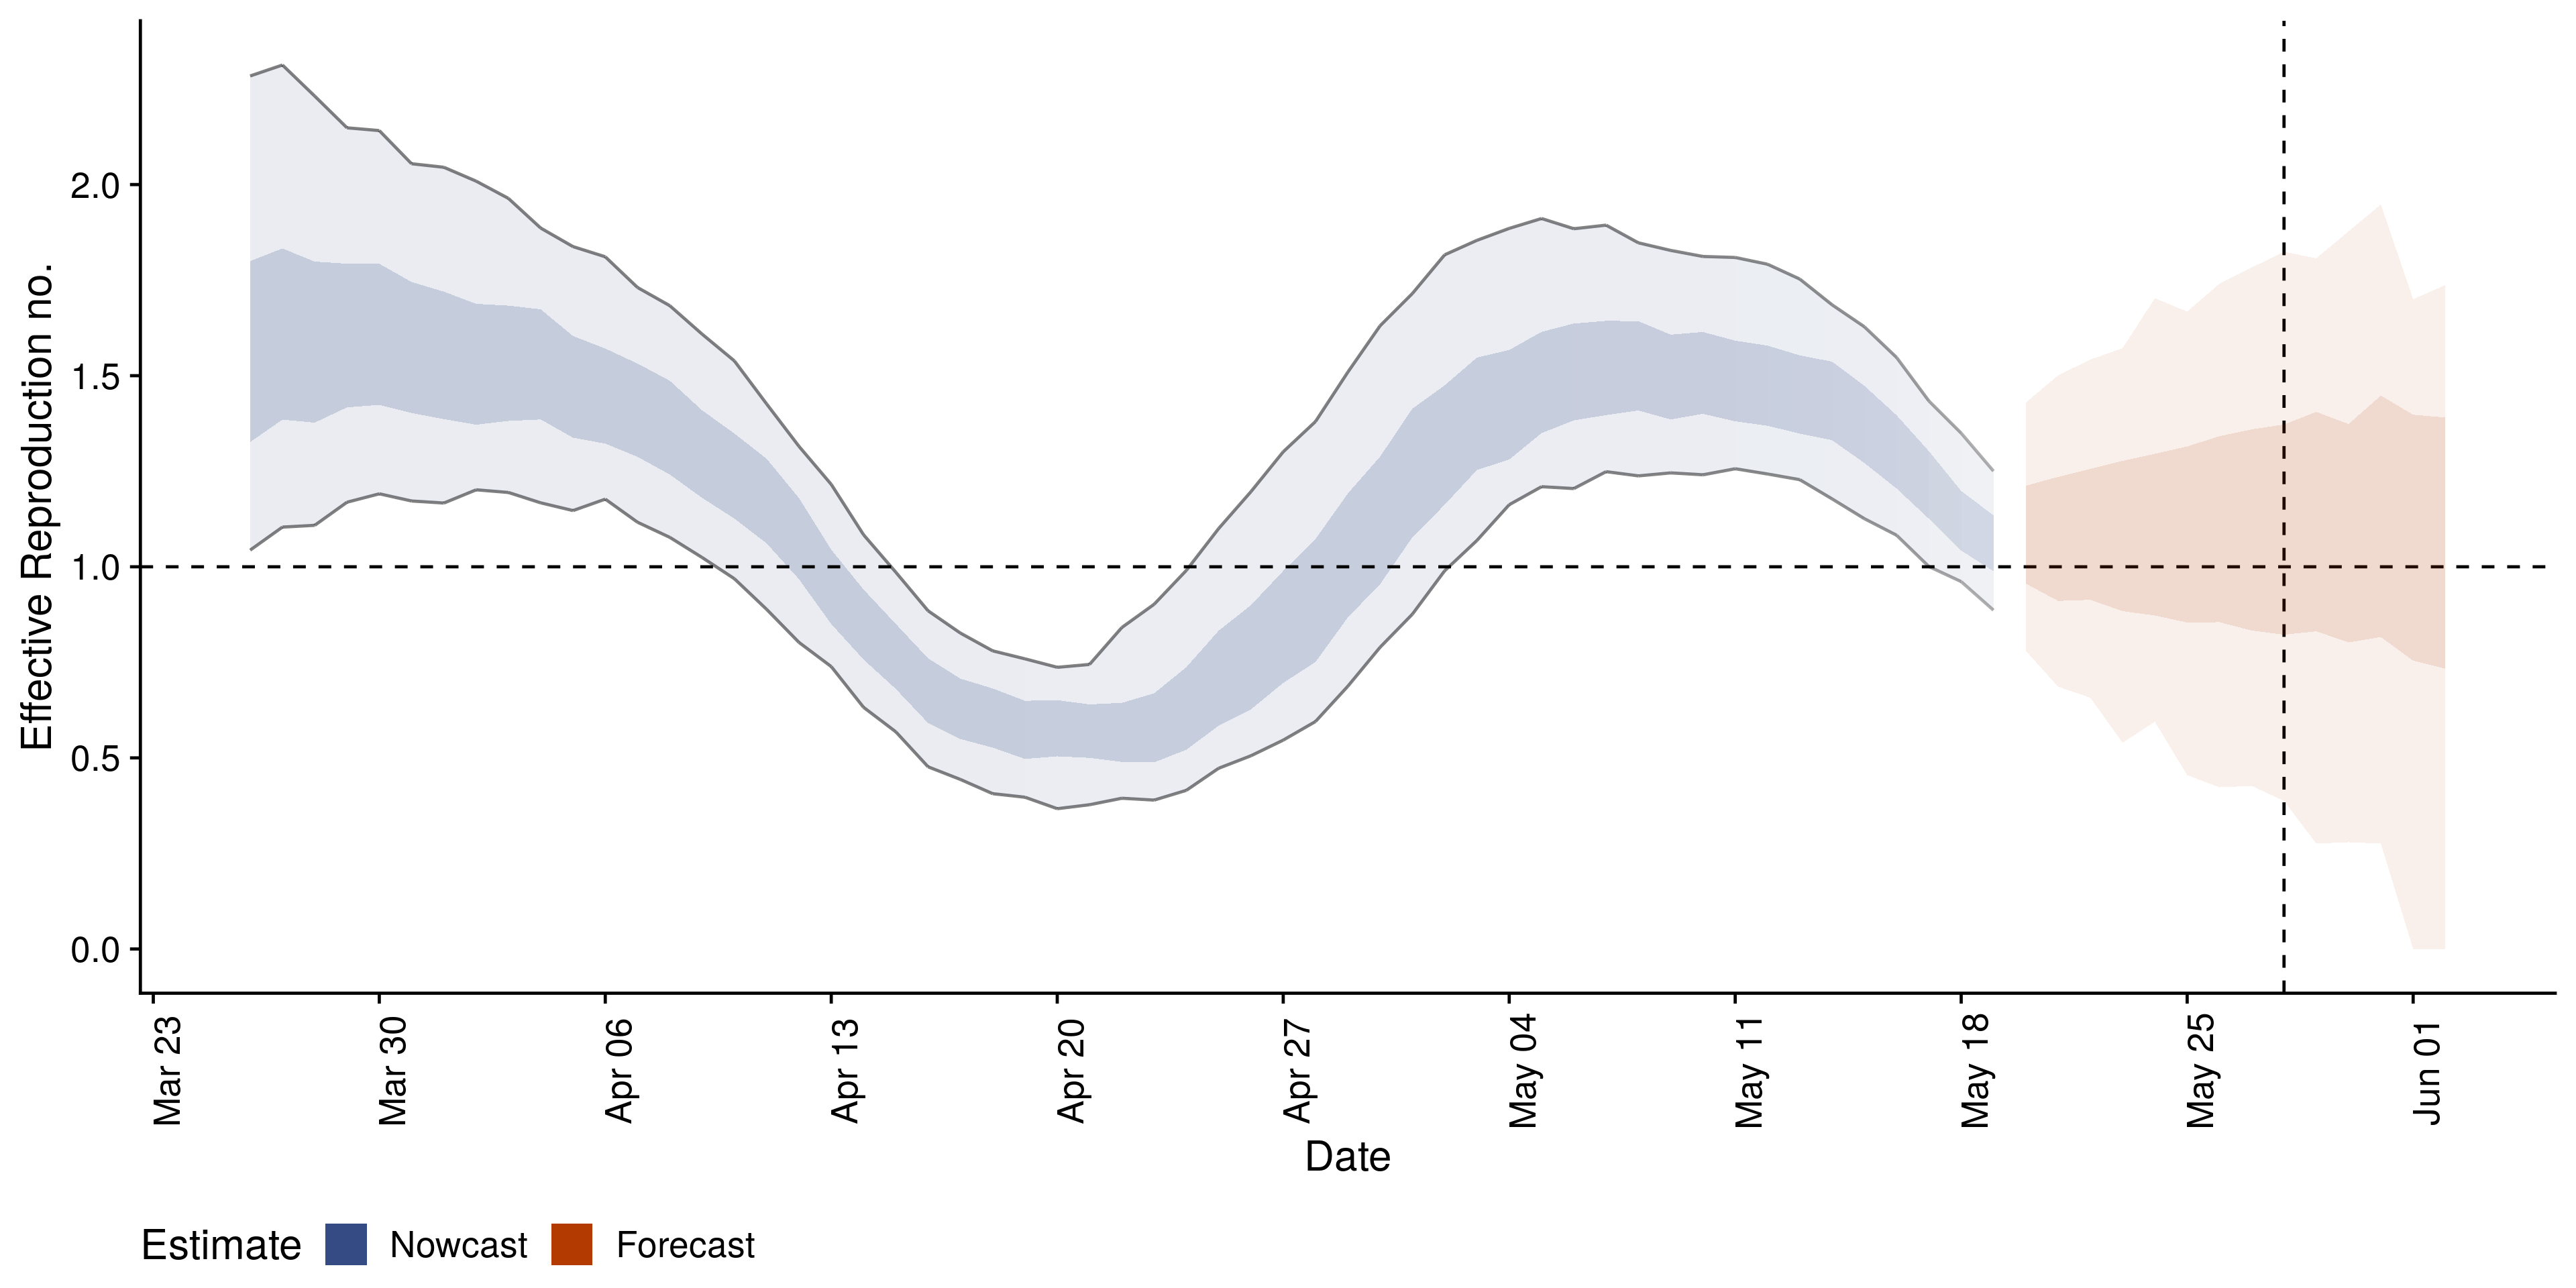 Effective Reproduction no.
2.0
1.5
1.0
0.5
0.0
Mar 23
Mar 30
Apr 06
Apr 13
Apr 20
Apr 27
May 04
May 11
May 18
May 25
Jun 01
Date
Estimate Nowcast Forecast